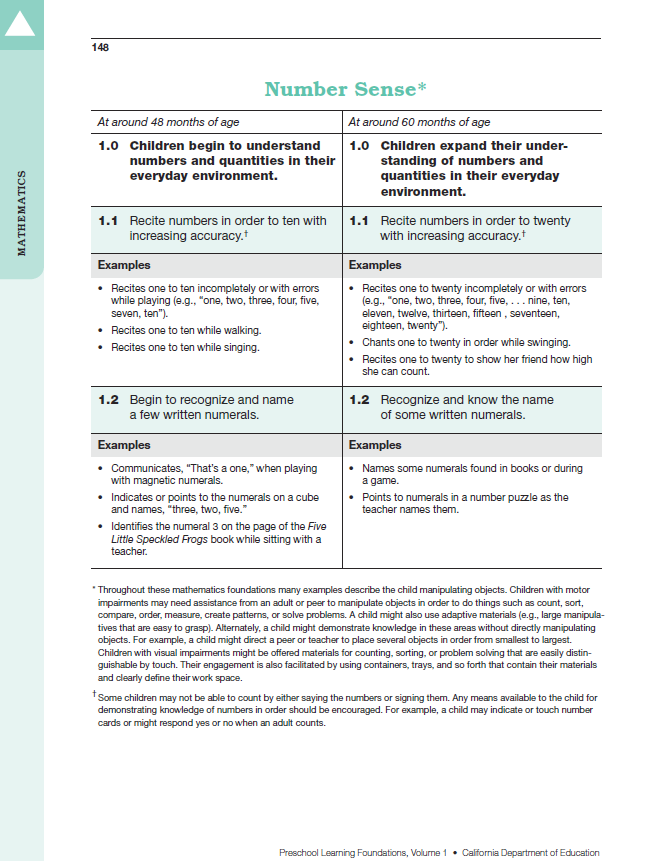 148
MATHEMATICS
Number Sense*
At around 48 months of age
At around 60 months of age
1.0 Children begin to understand
numbers and quantities in their
everyday environment.
1.0 Children expand their under-
standing of numbers and
quantities in their everyday
environment.
1.1 Recite numbers in order to ten with
increasing accuracy.†
1.1 Recite numbers in order to twenty
with increasing accuracy.†
Examples
• Recites one to ten incompletely or with errors
while playing (e.g., “one, two, three, four, five,
seven, ten”).
• Recites one to ten while walking.
• Recites one to ten while singing.
Examples
• Recites one to twenty incompletely or with errors
(e.g., “one, two, three, four, five, . . . nine, ten,
eleven, twelve, thirteen, fifteen , seventeen,
eighteen, twenty”).
• Chants one to twenty in order while swinging.
• Recites one to twenty to show her friend how high
she can count.
1.2 Begin to recognize and name
a few written numerals.
1.2 Recognize and know the name
of some written numerals.
Examples
• Communicates, “That’s a one,” when playing
with magnetic numerals.
• Indicates or points to the numerals on a cube
and names, “three, two, five.”
• Identifies the numeral 3 on the page of the Five
Little Speckled Frogs book while sitting with a
teacher.
Examples
• Names some numerals found in books or during
a game.
• Points to numerals in a number puzzle as the
teacher names them.
* Throughout these mathematics foundations many examples describe the child manipulating objects. Children with motor
impairments may need assistance from an adult or peer to manipulate objects in order to do things such as count, sort,
compare, order, measure, create patterns, or solve problems. A child might also use adaptive materials (e.g., large manipula-
tives that are easy to grasp). Alternately, a child might demonstrate knowledge in these areas without directly manipulating
objects. For example, a child might direct a peer or teacher to place several objects in order from smallest to largest.
Children with visual impairments might be offered materials for counting, sorting, or problem solving that are easily distin-
guishable by touch. Their engagement is also facilitated by using containers, trays, and so forth that contain their materials
and clearly define their work space.
† Some children may not be able to count by either saying the numbers or signing them. Any means available to the child for
demonstrating knowledge of numbers in order should be encouraged. For example, a child may indicate or touch number
cards or might respond yes or no when an adult counts.
Preschool Learning Foundations, Volume 1 • California Department of Education